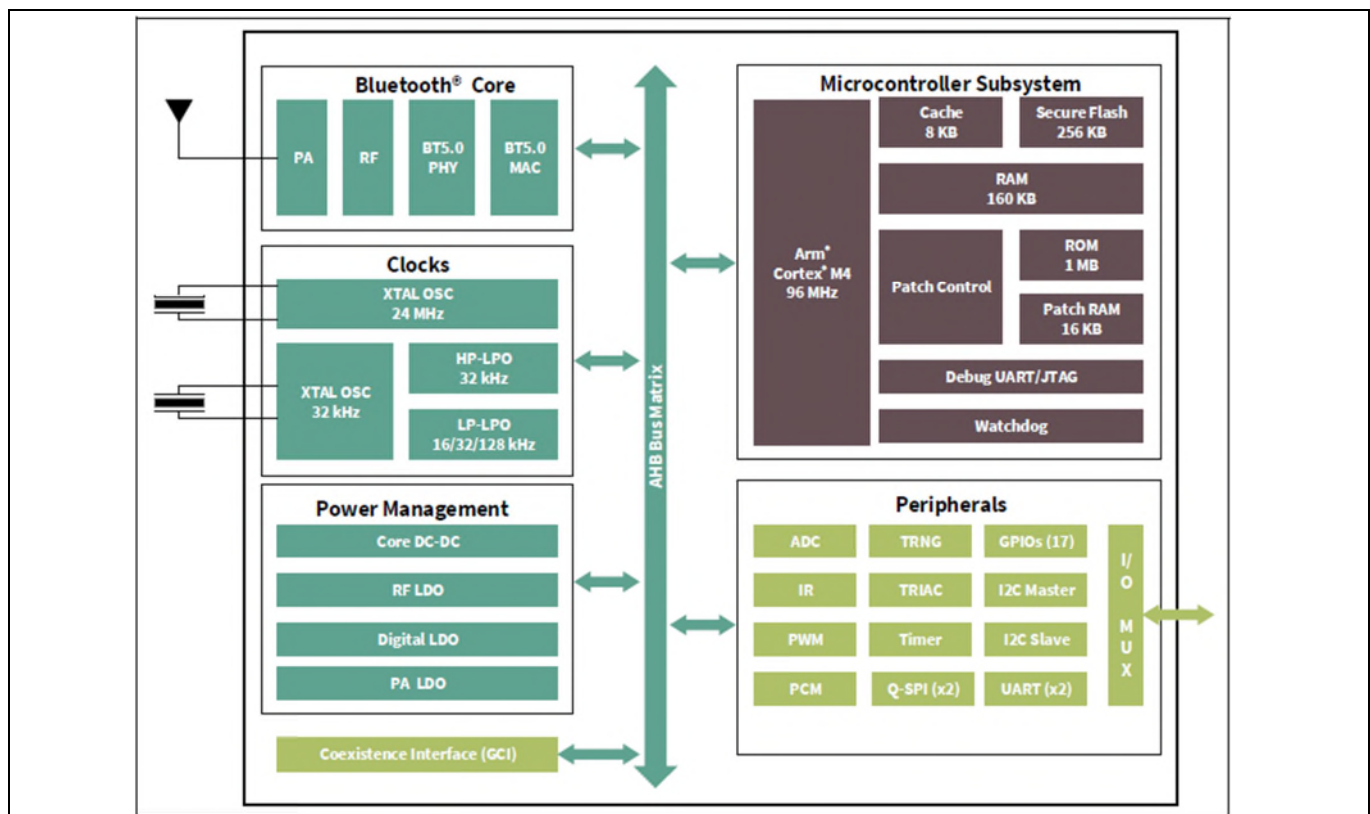 Bluetooth® Core
PA
RF
BT5.0
PHY
BT5.0
MAC
Clocks
XTAL OSC
24 MHz
XTAL OSC
32 kHz
HP-LPO
32 kHz
LP-LPO
16/32/128 kHz
Power Management
Core DC-DC
RF LDO
Digital LDO
PA LDO
Coexistence Interface (GCI)
AHB Bus Matrix
Microcontroller Subsystem
Arm®
Cortex® M4
96 MHz
Cache
8 KB
Secure Flash
256 KB
RAM
160 KB
Patch Control
ROM
1 MB
Patch RAM
16 KB
Debug UART/JTAG
Watchdog
Peripherals
ADC
TRNG
GPIOs (17)
IR
TRIAC
I2C Master
PWM
Timer
I2C Slave
PCM
Q-SPI (x2)
UART (x2)
I/O MUX